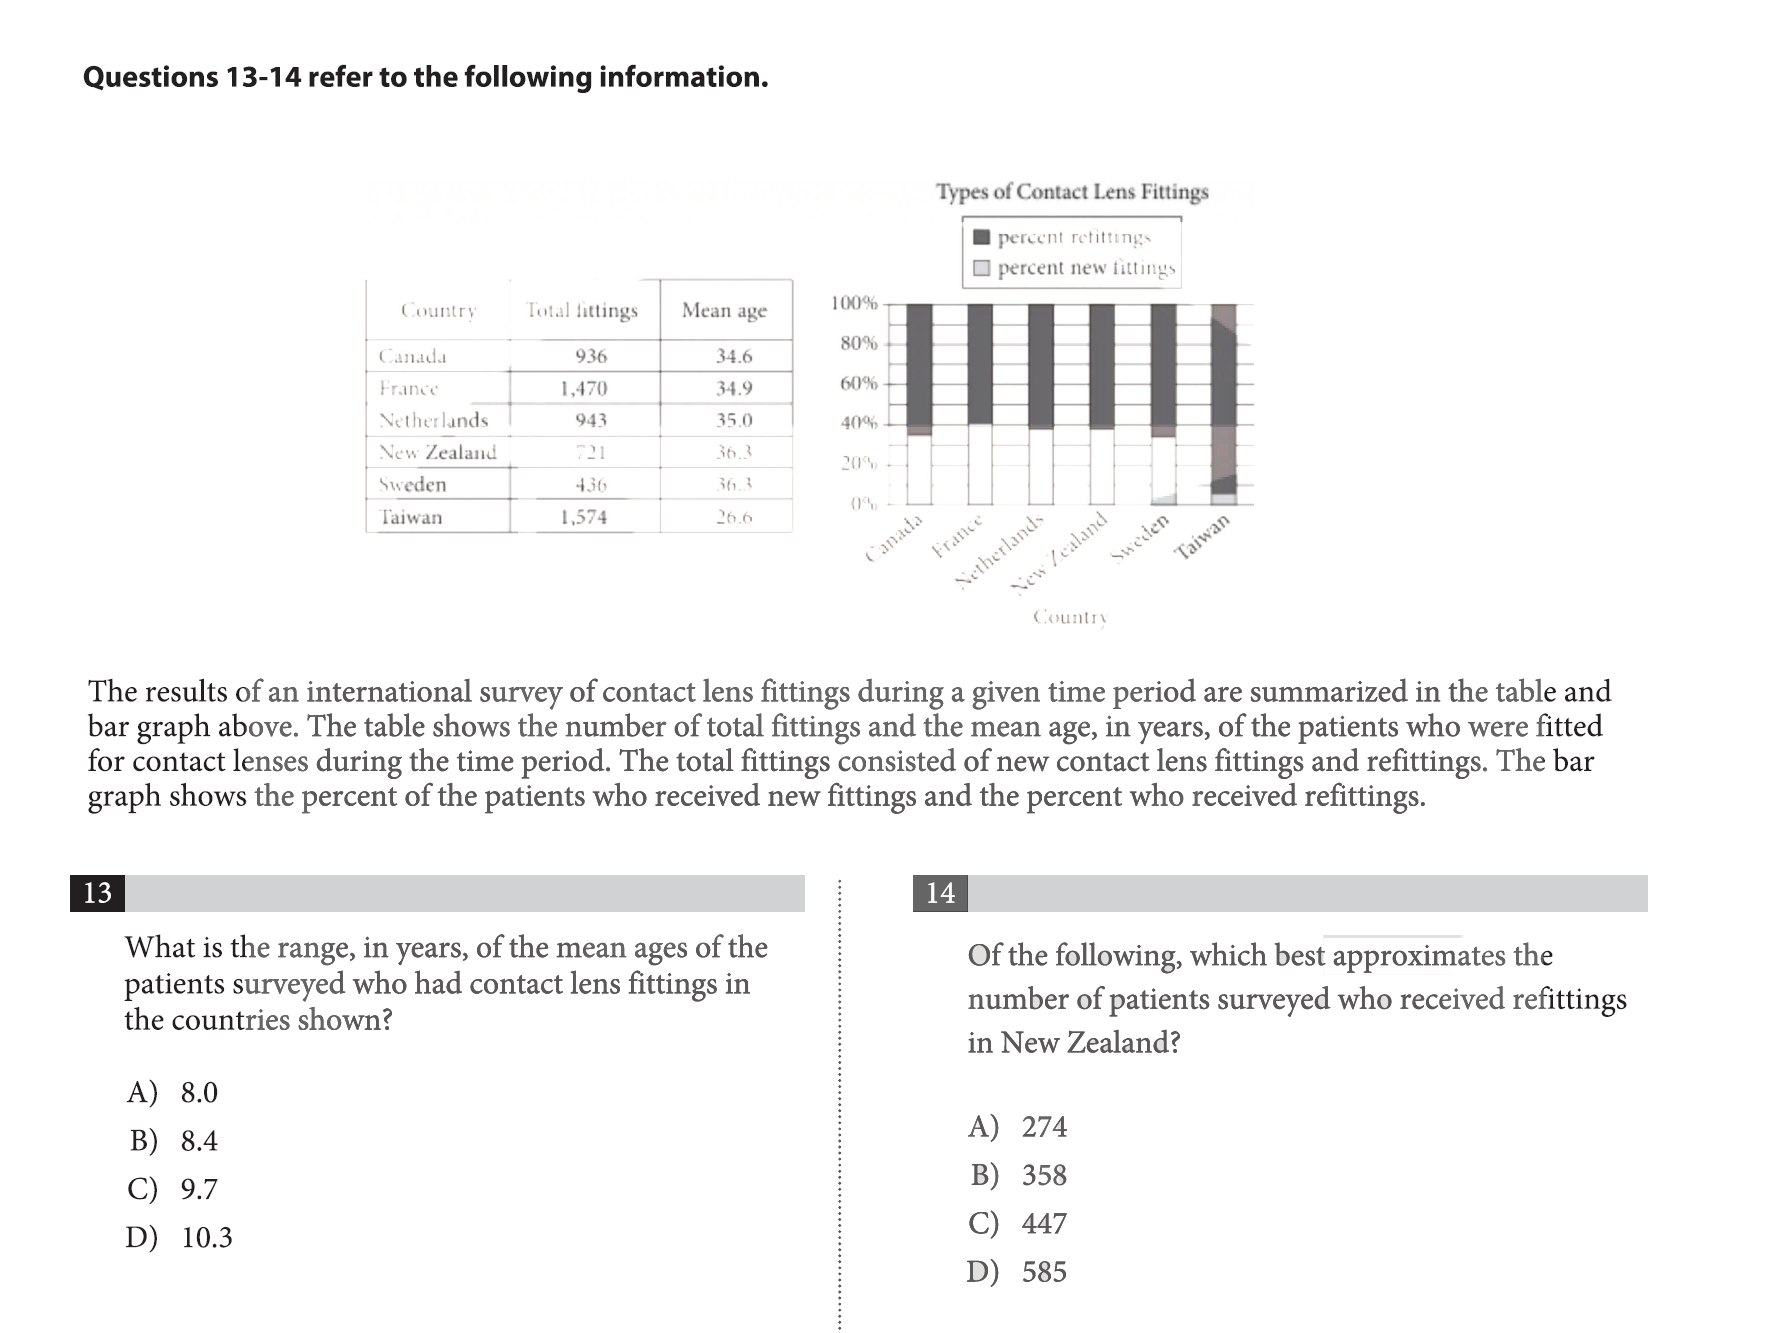 Questions 13-14 refer to the following information.
Types of Contact Lens Fittings
percent refittings
percent new fittings
Country Total fittings Mean age
Canada 936 34.6
France 1,470 34.9
Netherlands 943 35.0
New Zealand 721 36.3
Sweden 436 36.3
Taiwan 1,574 26.6
100%
80%
60%
40%
20%
0%
Canada
France
Netherlands
New Zealand
Sweden
Taiwan
Country
The results of an international survey of contact lens fittings during a given time period are summarized in the table and
bar graph above. The table shows the number of total fittings and the mean age, in years, of the patients who were fitted
for contact lenses during the time period. The total fittings consisted of new contact lens fittings and refittings. The bar
graph shows the percent of the patients who received new fittings and the percent who received refittings.
13
What is the range, in years, of the mean ages of the
patients surveyed who had contact lens fittings in
the countries shown?
A) 8.0
B) 8.4
C) 9.7
D) 10.3
14
Of the following, which best approximates the
number of patients surveyed who received refittings
in New Zealand?
A) 274
B) 358
C) 447
D) 585